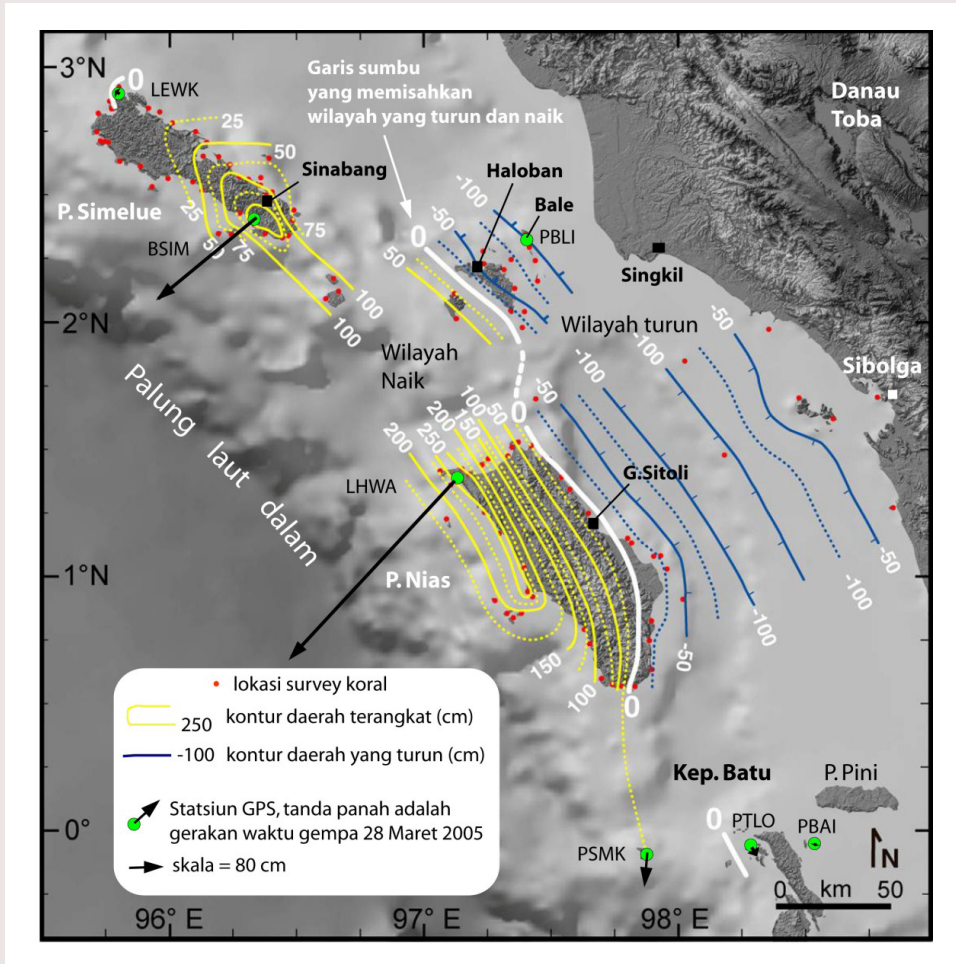 3°N
0
LEWK
Garis sumbu
yang memisahkan
wilayah yang turun dan naik
Danau
Toba
25
50
Sinabang
-100
Haloban
Bale
PBLI
P. Simelue
25
50
75
75
BSIM
-50
0
50
Singkil
100
100
2°N
Wilayah turun
-50
Wilayah
Naik
-100
-100
Sibolga
Palung laut dalam
-50
0
50
100
150
200
250
200
LHWA
G.Sitoli
1°N
P. Nias
-50
-100
-100
150
-50
100
0
lokasi survey koral
250 kontur daerah terangkat (cm)
-100 kontur daerah yang turun (cm)
Statsiun GPS, tanda panah adalah
gerakan waktu gempa 28 Maret 2005
skala = 80 cm
Kep. Batu
P. Pini
0
PTLO
PBAI
0°
PSMK
N
0 km 50
96° E
97° E
98° E